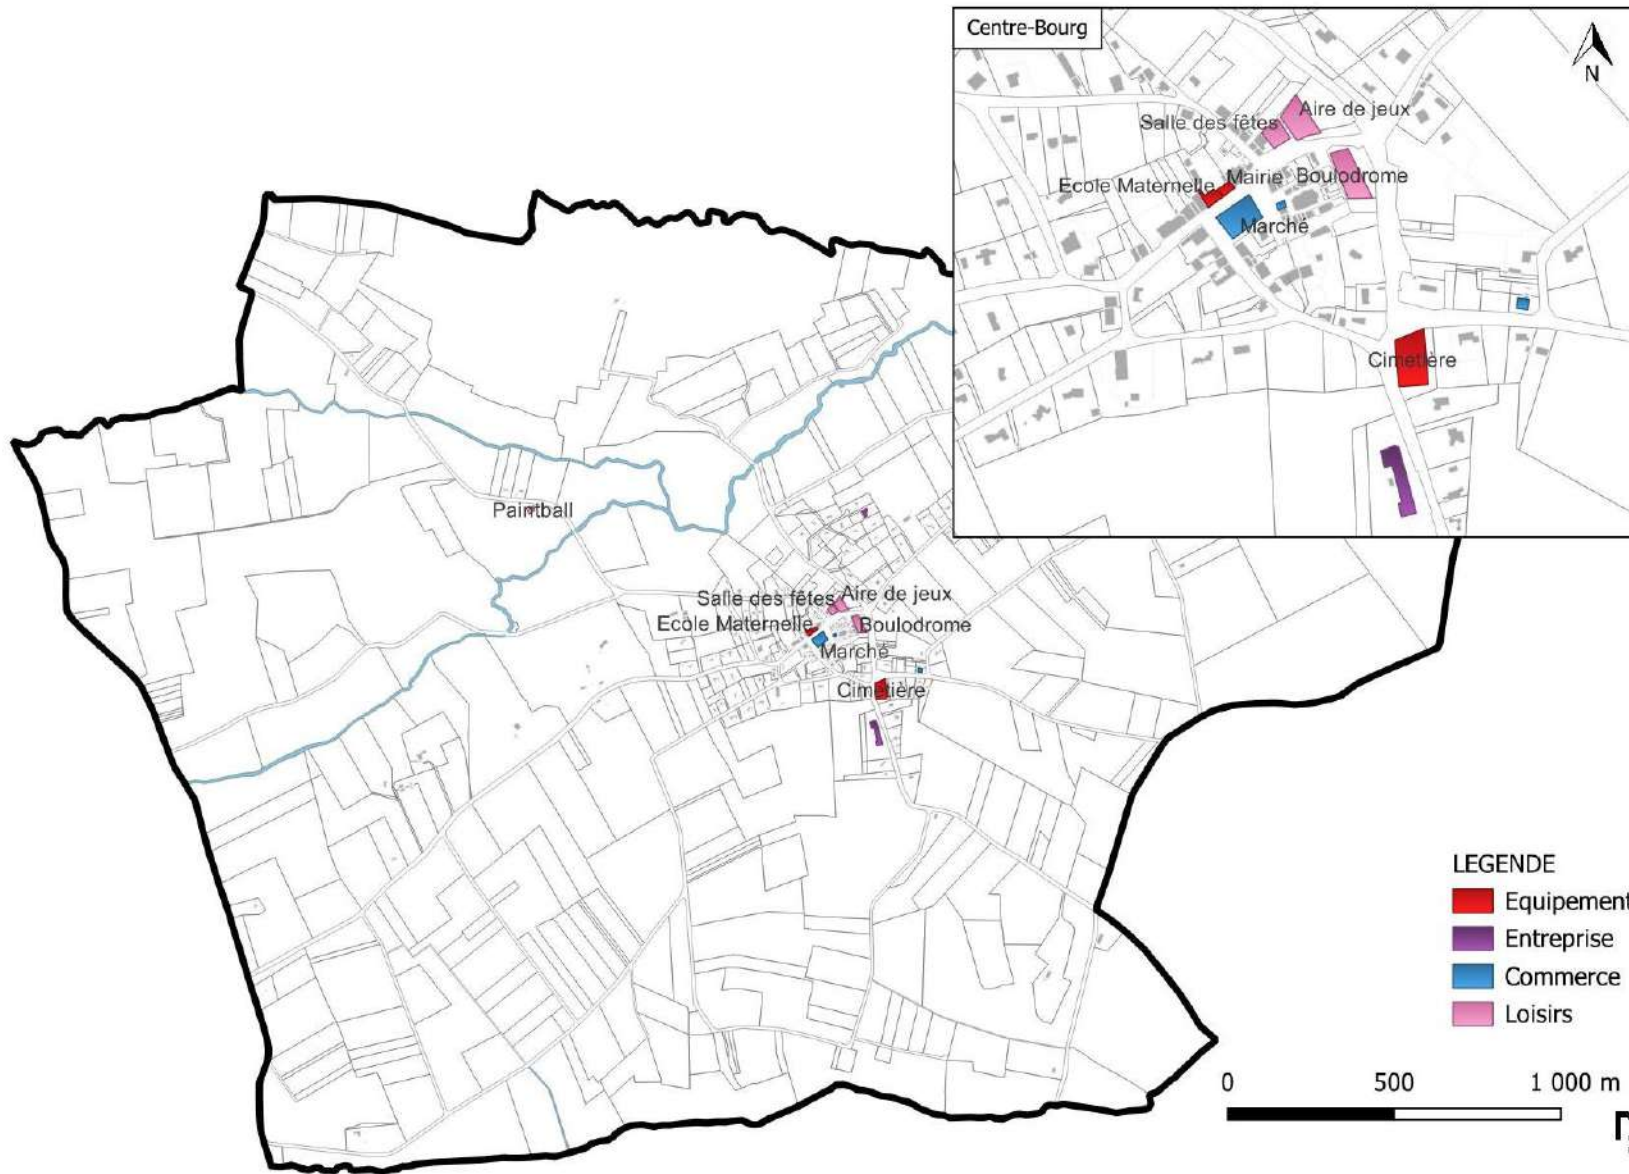 Centre-Bourg
N
Aire de jeux
Salle des fêtes
Ecole Maternelle
Mairie
Boulodrome
Marché
Cimetière
Paintball
Salle des fêtes
Aire de jeux
Ecole Maternelle
Boulodrome
Marché
Cimetière
LEGENDE
Equipement
Entreprise
Commerce
Loisirs
0 500 1 000 m